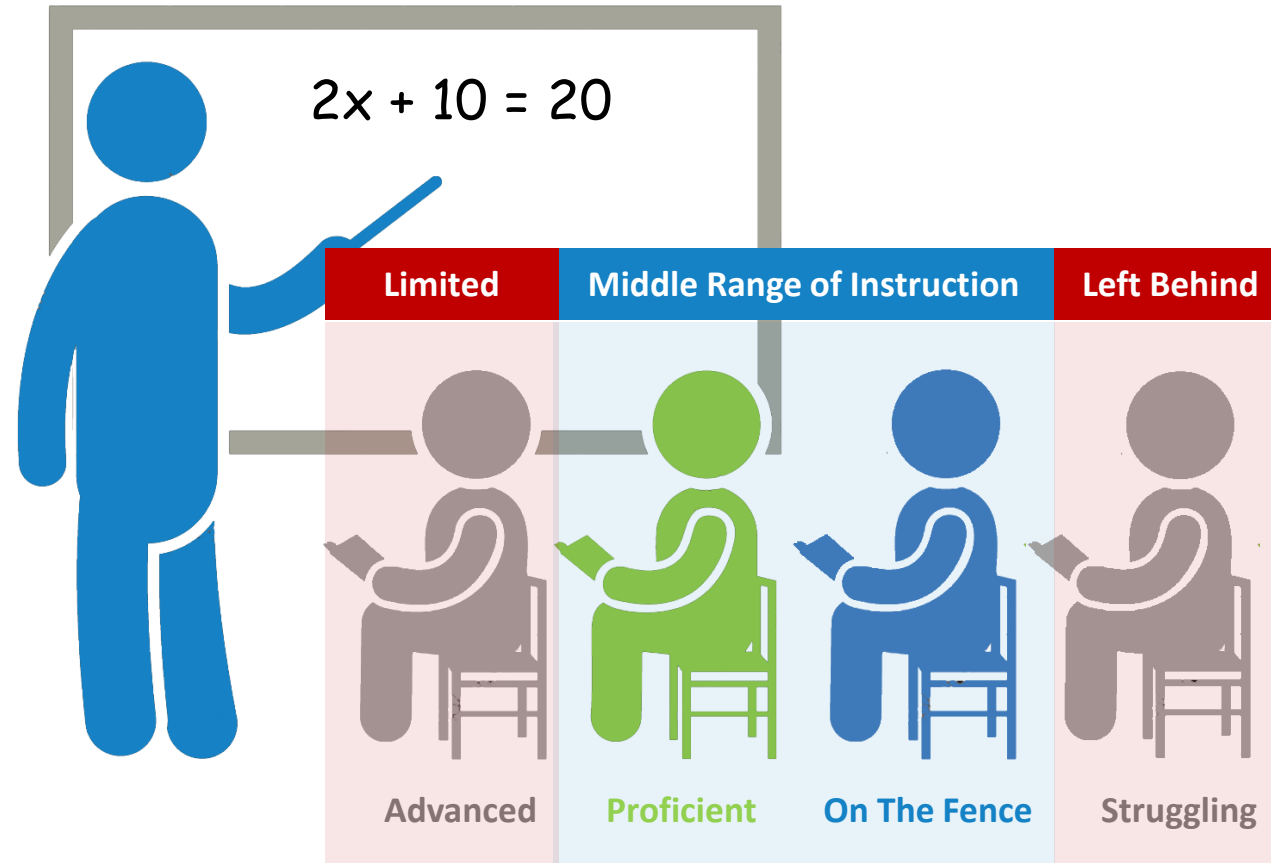 2x + 10 = 20
Limited Middle Range of Instruction Left Behind
Advanced Proficient On The Fence Struggling